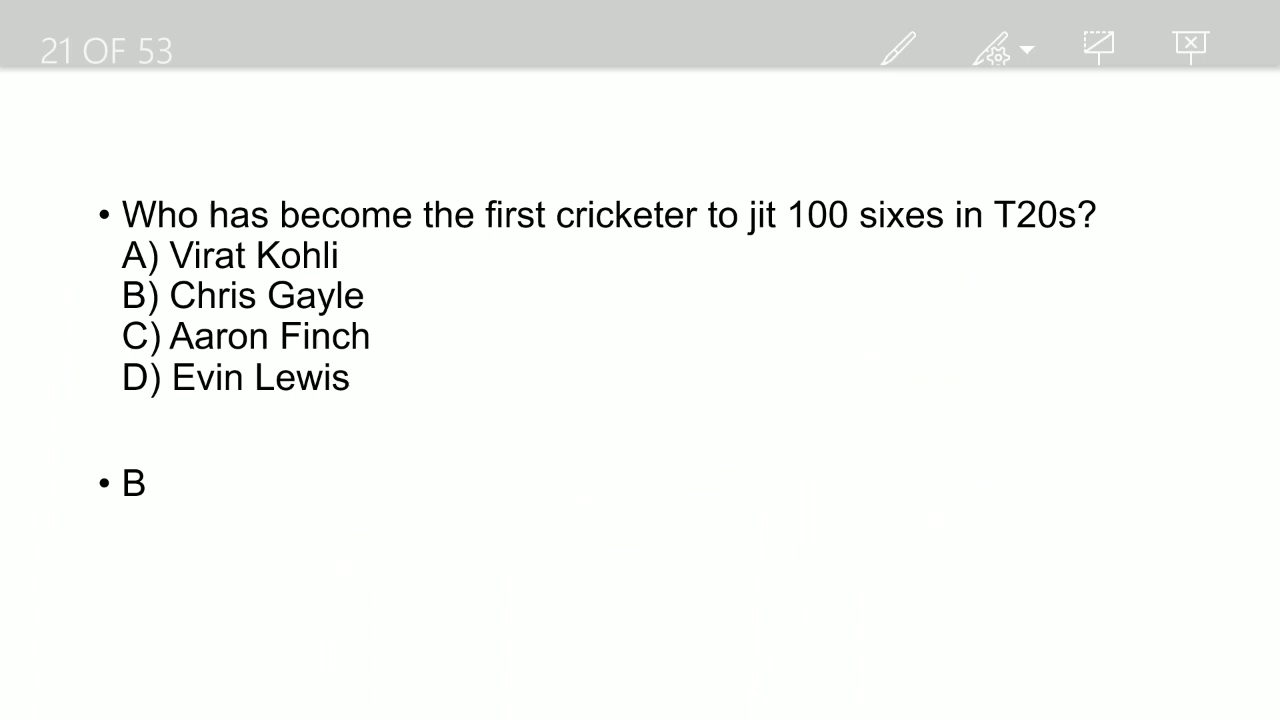 21 OF 53
• Who has become the first cricketer to jit 100 sixes in T20s?
A) Virat Kohli
B) Chris Gayle
C) Aaron Finch
D) Evin Lewis
• B